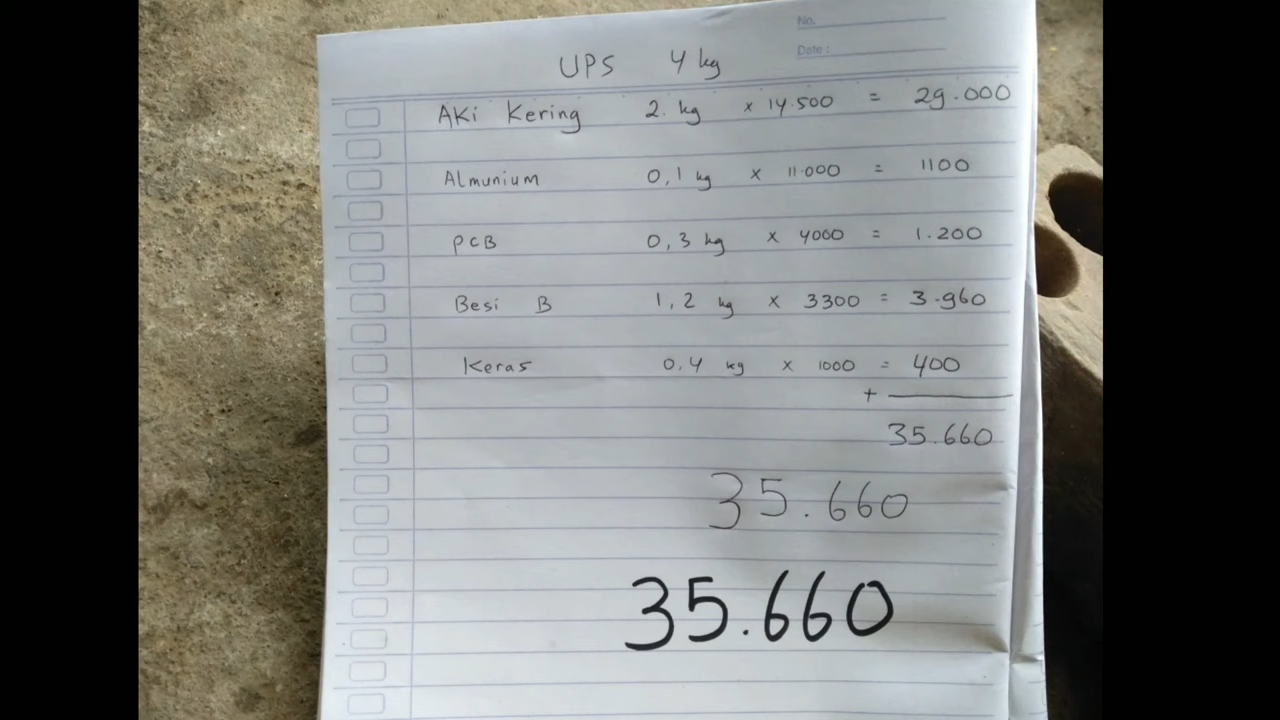 No.
Date :
UPS 4 kg
AKi Kering 2. kg x 14.500 = 29.000
Almunium 0,1 kg x 11.000 = 1100
PCB 0,3 kg x 4000 = 1.200
Besi B 1,2 kg x 3300 = 3.960
Keras 0,4 kg x 1000 = 400
+
35.660
35.660
35.660